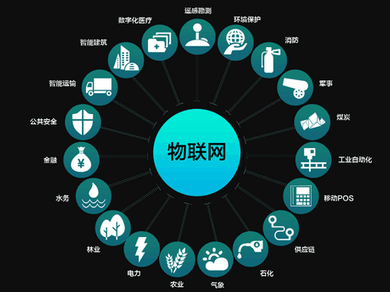 遥感勘测
环境保护
消防
军事
煤炭
工业自动化
移动POS
供应链
石化
气象
农业
电力
林业
水务
金融
公共安全
智能运输
智能建筑
数字化医疗
物联网